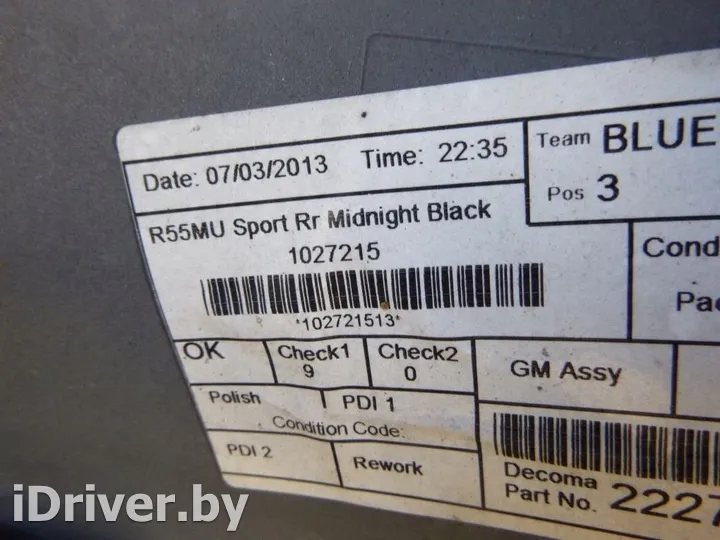 Date: 07/03/2013 Time: 22:35
Team BLUE
Pos 3
R55MU Sport Rr Midnight Black
1027215
*102721513*
Cond
OK
Check1
9
Check2
0
GM Assy
Polish
PDI 1
Condition Code:
PDI 2
Rework
Decoma
Part No. 2227
iDriver.by